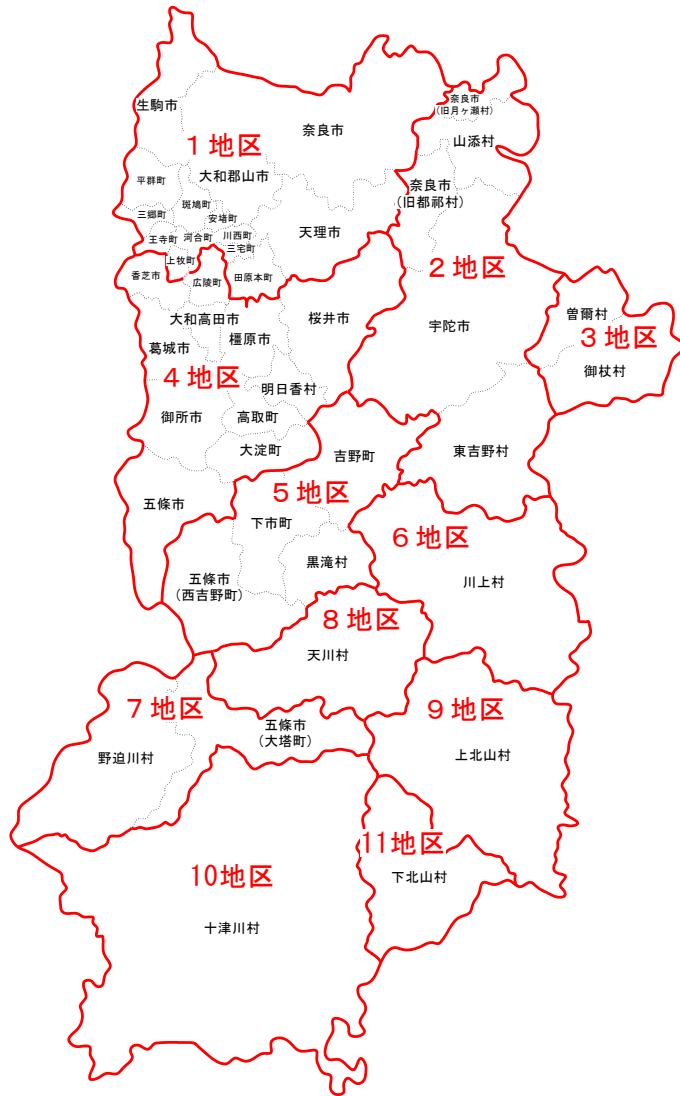 奈良市
(旧月ヶ瀬村)
生駒市
奈良市
山添村
1地区
大和郡山市
平群町
奈良市
(旧都祁村)
斑鳩町
三郷町
安堵町
天理市
王寺町
河合町
川西町
三宅町
上牧町
2地区
香芝市
広陵町
田原本町
大和高田市
桜井市
曽爾村
宇陀市
橿原市
3地区
葛城市
御杖村
4地区
明日香村
御所市
高取町
大淀町
吉野町
東吉野村
5地区
五條市
下市町
6地区
黒滝村
五條市
(西吉野町)
川上村
8地区
天川村
7地区
9地区
五條市
(大塔町)
野迫川村
上北山村
11地区
10地区
下北山村
十津川村